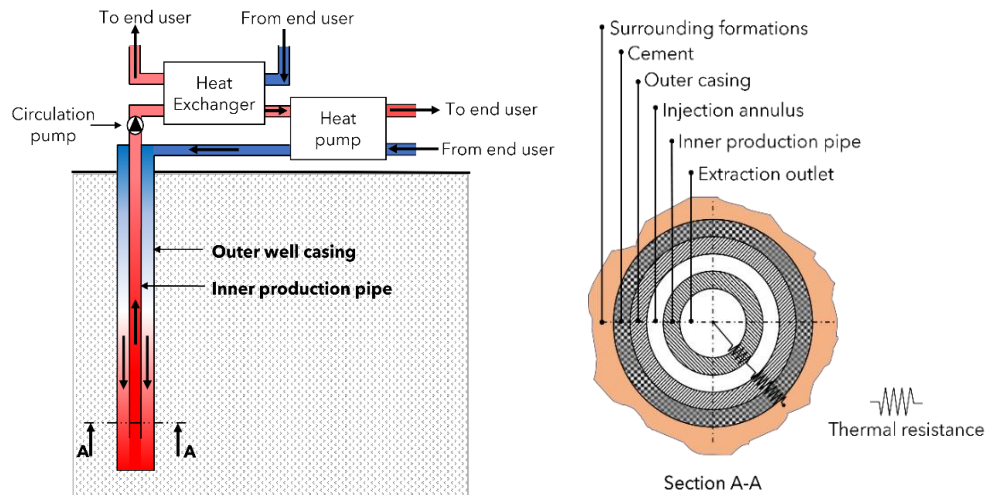 To end user
From end user
Heat
Exchanger
To end user
Circulation
pump
Heat
pump
From end user
Outer well casing
Inner production pipe
A
A
Surrounding formations
Cement
Outer casing
Injection annulus
Inner production pipe
Extraction outlet
Thermal resistance
Section A-A